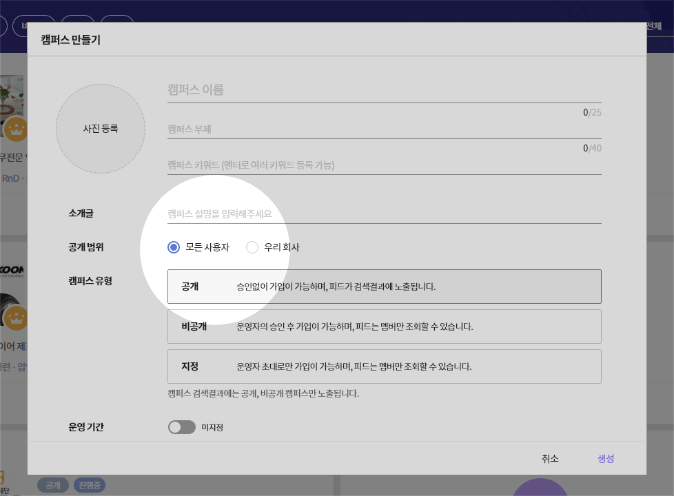 전체
캠퍼스 만들기
캠퍼스 이름
0/25
사진 등록
캠퍼스 부제
0/40
캠퍼스 키워드 (엔터로 여러 키워드 등록 가능)
소개글
캠퍼스 설명을 입력해주세요
공개 범위
모든 사용자
우리 회사
캠퍼스 유형
공개
승인없이 가입이 가능하며, 피드가 검색결과에 노출됩니다.
비공개
운영자의 승인 후 가입이 가능하며, 피드는 멤버만 조회할 수 있습니다.
지정
운영자 초대로만 가입이 가능하며, 피드는 멤버만 조회할 수 있습니다.
캠퍼스 검색결과에는 공개, 비공개 캠퍼스만 노출됩니다.
운영 기간
미지정
취소
생성
공개
진행중
RnD